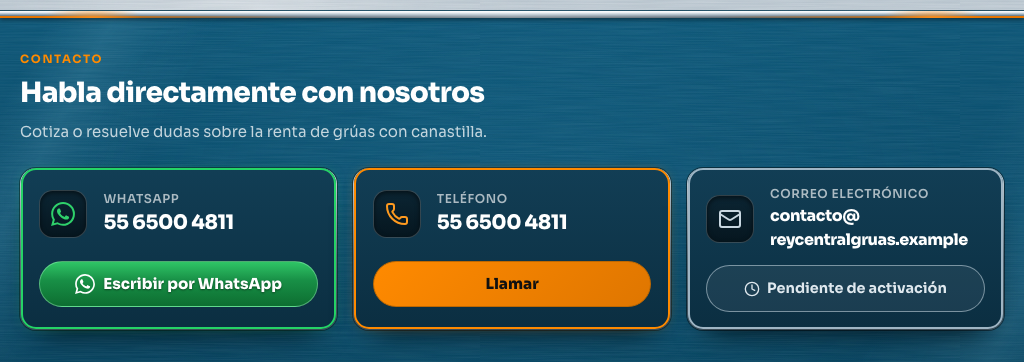 CONTACTO
Habla directamente con nosotros
Cotiza o resuelve dudas sobre la renta de grúas con canastilla.
WHATSAPP
55 6500 4811
Escribir por WhatsApp
TELÉFONO
55 6500 4811
Llamar
CORREO ELECTRÓNICO
contacto@
reycentralgruas.example
Pendiente de activación